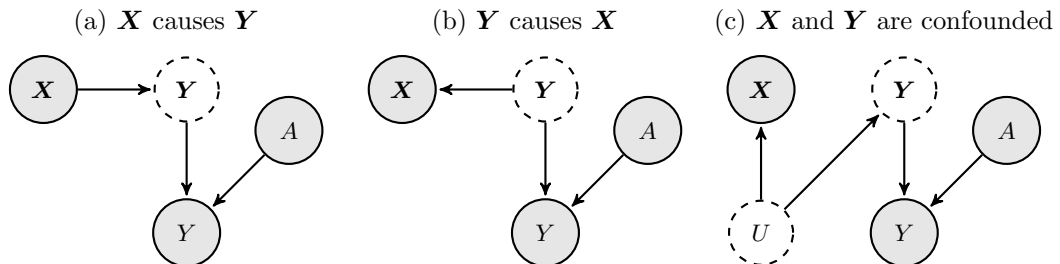 (a) X causes Y
(b) Y causes X
(c) X and Y are confounded
X
Y
A
Y
X
Y
A
Y
X
Y
A
U
Y